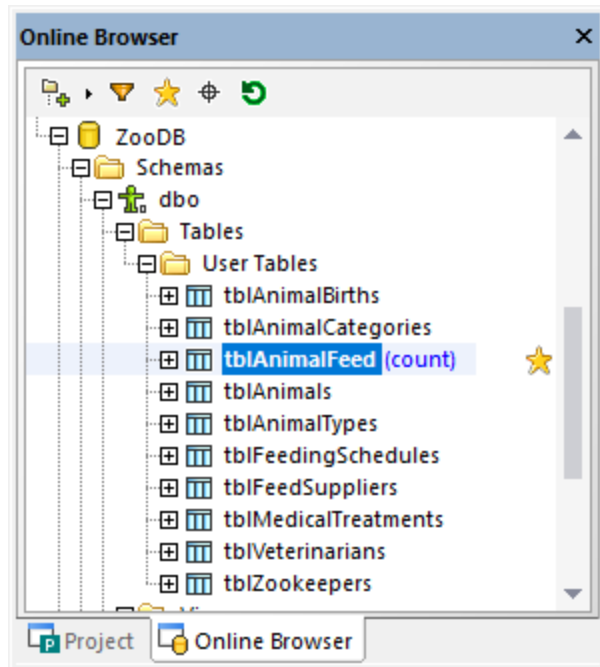 Online Browser
ZooDB
Schemas
dbo
Tables
User Tables
tblAnimalBirths
tblAnimalCategories
tblAnimalFeed (count)
tblAnimals
tblAnimalTypes
tblFeedingSchedules
tblFeedSuppliers
tblMedicalTreatments
tblVeterinarians
tblZookeepers
Project Online Browser